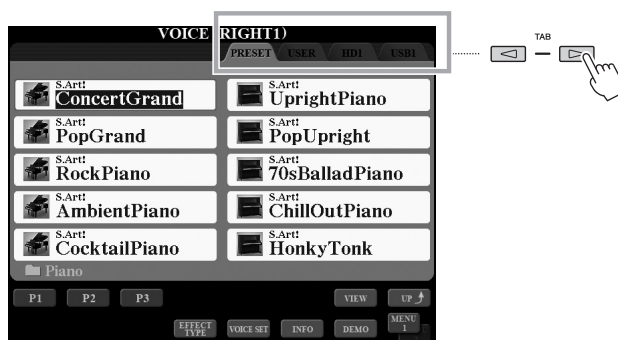 VOICE (RIGHT1)
PRESET USER HD1 USB1
TAB
S.Art!
ConcertGrand
S.Art!
UprightPiano
S.Art!
PopGrand
S.Art!
PopUpright
S.Art!
RockPiano
S.Art!
70sBalladPiano
S.Art!
AmbientPiano
S.Art!
ChillOutPiano
S.Art!
CocktailPiano
S.Art!
HonkyTonk
Piano
P1 P2 P3 VIEW UP
EFFECT TYPE VOICE SET INFO DEMO MENU 1